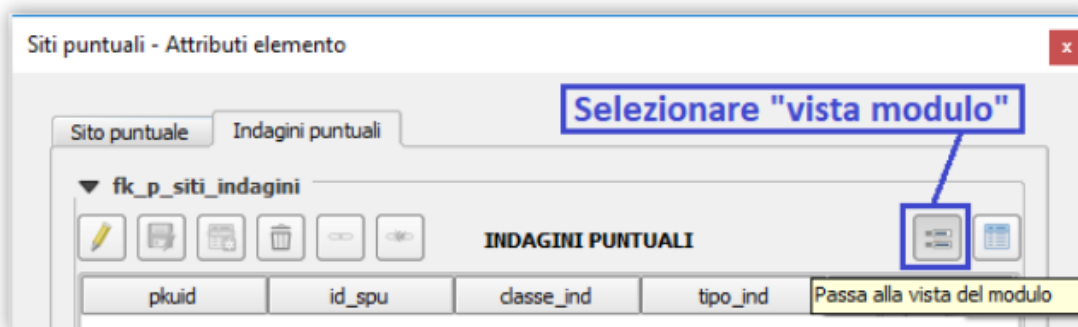 Siti puntuali - Attributi elemento
x
Selezionare "vista modulo"
Sito puntuale Indagini puntuali
fk_p_siti_indagini
INDAGINI PUNTUALI
pkuid id_spu classe_ind tipo_ind Passa alla vista del modulo